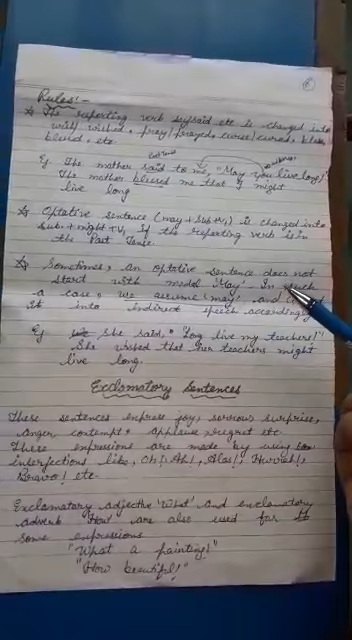 Rules:-
The reporting verb say/said etc is changed into
wish/wished, pray/prayed, curse/cursed, bless/
blessed, etc
Eg The mother said to me, "May you live long!"
The mother blessed me that I might
live long
Optative sentence (may + sub + V1) is changed into
sub. + might + V1 if the reporting verb is in
the Past Tense
Sometimes, an optative sentence does not
start with modal 'May'. In such
a case, we assume 'may' and
it into indirect speech accordingly
Eg She said, "Long live my teachers!"
She wished that her teachers might
live long.
Exclamatory Sentences
These sentences express joy, sorrow, surprise,
anger contempt, applause, regret etc.
These expressions are made by using
interjections like, Oh!, Ah!, Alas!, Hurrah!,
Bravo! etc-
Exclamatory adjective 'What' and exclamatory
adverb 'How' are also used for
some expressions
"What a painting!"
"How beautiful!"